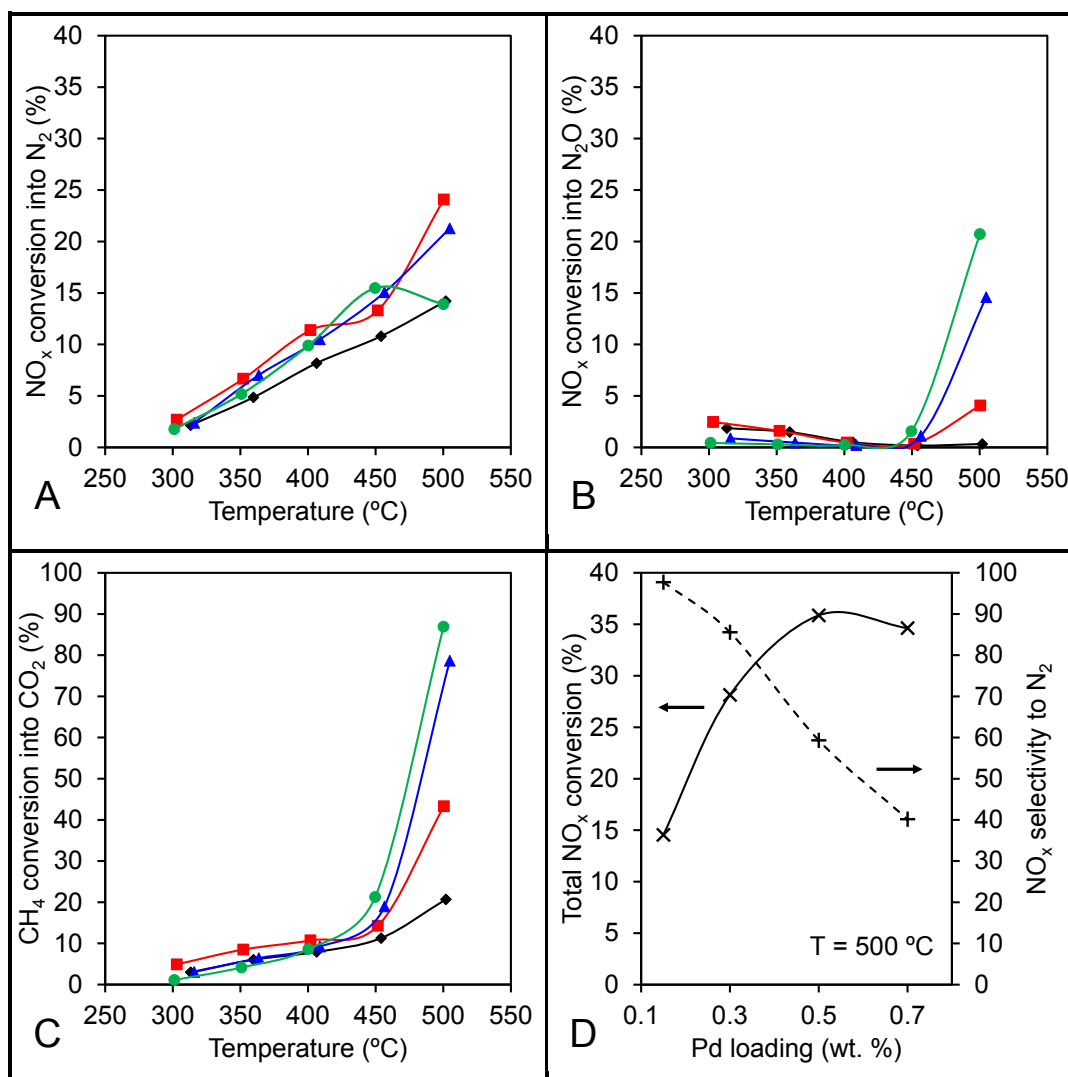 40
35
30
25
20
15
10
5
0
250 300 350 400 450 500 550
NOx conversion into N2 (%)
Temperature (ºC)
A
40
35
30
25
20
15
10
5
0
250 300 350 400 450 500 550
NOx conversion into N2O (%)
Temperature (ºC)
B
100
90
80
70
60
50
40
30
20
10
0
250 300 350 400 450 500 550
CH4 conversion into CO2 (%)
Temperature (ºC)
C
40
35
30
25
20
15
10
5
0
0.1 0.3 0.5 0.7
100
90
80
70
60
50
40
30
20
10
0
Total NOx conversion (%)
NOx selectivity to N2
T = 500 ºC
Pd loading (wt. %)
D